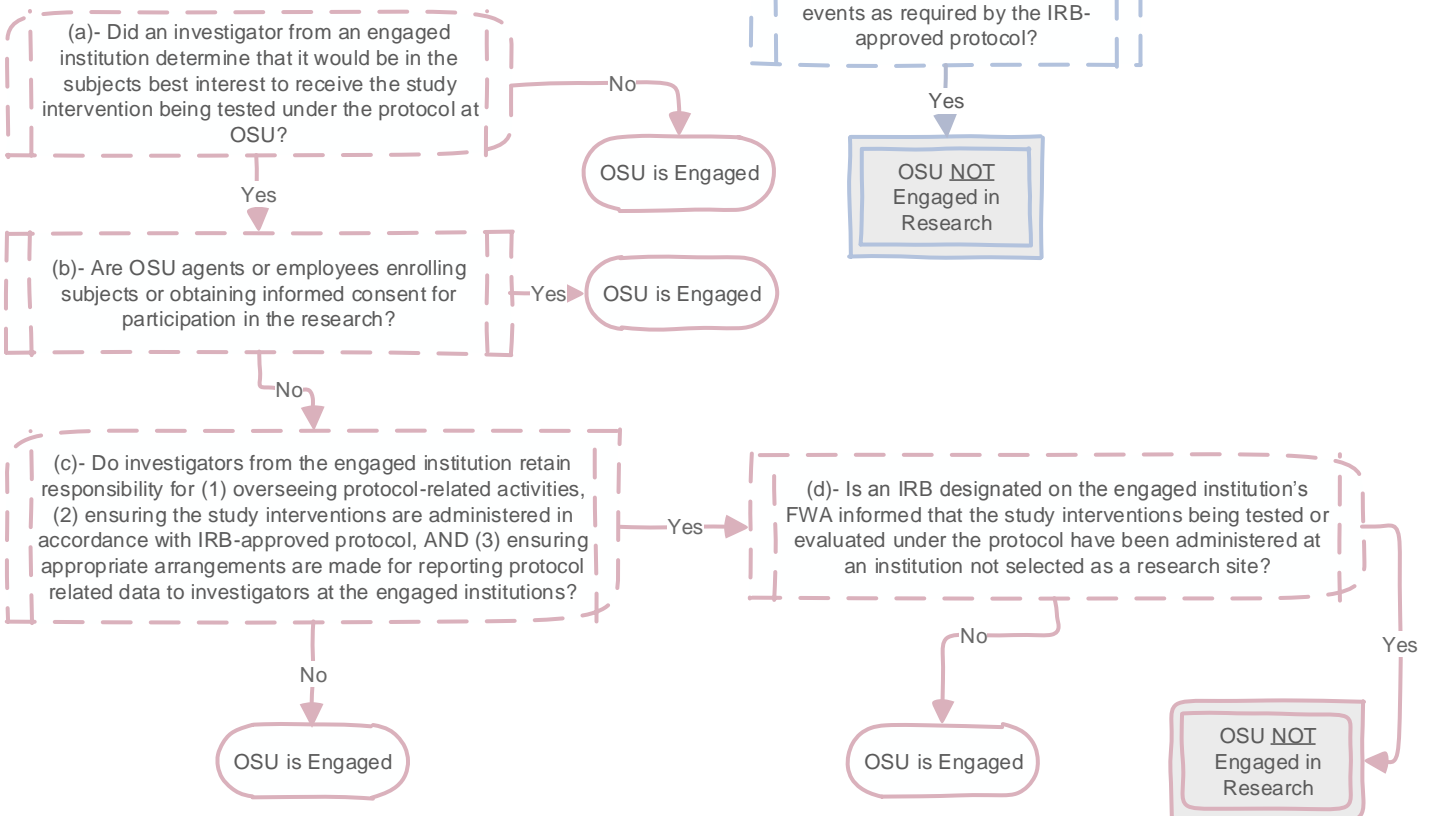 events as required by the IRB-
approved protocol?
Yes
OSU NOT
Engaged in
Research
(a)- Did an investigator from an engaged
institution determine that it would be in the
subjects best interest to receive the study
intervention being tested under the protocol at
OSU?
No
OSU is Engaged
Yes
(b)- Are OSU agents or employees enrolling
subjects or obtaining informed consent for
participation in the research?
Yes
OSU is Engaged
No
(c)- Do investigators from the engaged institution retain
responsibility for (1) overseeing protocol-related activities,
(2) ensuring the study interventions are administered in
accordance with IRB-approved protocol, AND (3) ensuring
appropriate arrangements are made for reporting protocol
related data to investigators at the engaged institutions?
Yes
No
OSU is Engaged
(d)- Is an IRB designated on the engaged institution’s
FWA informed that the study interventions being tested or
evaluated under the protocol have been administered at
an institution not selected as a research site?
No
OSU is Engaged
Yes
OSU NOT
Engaged in
Research